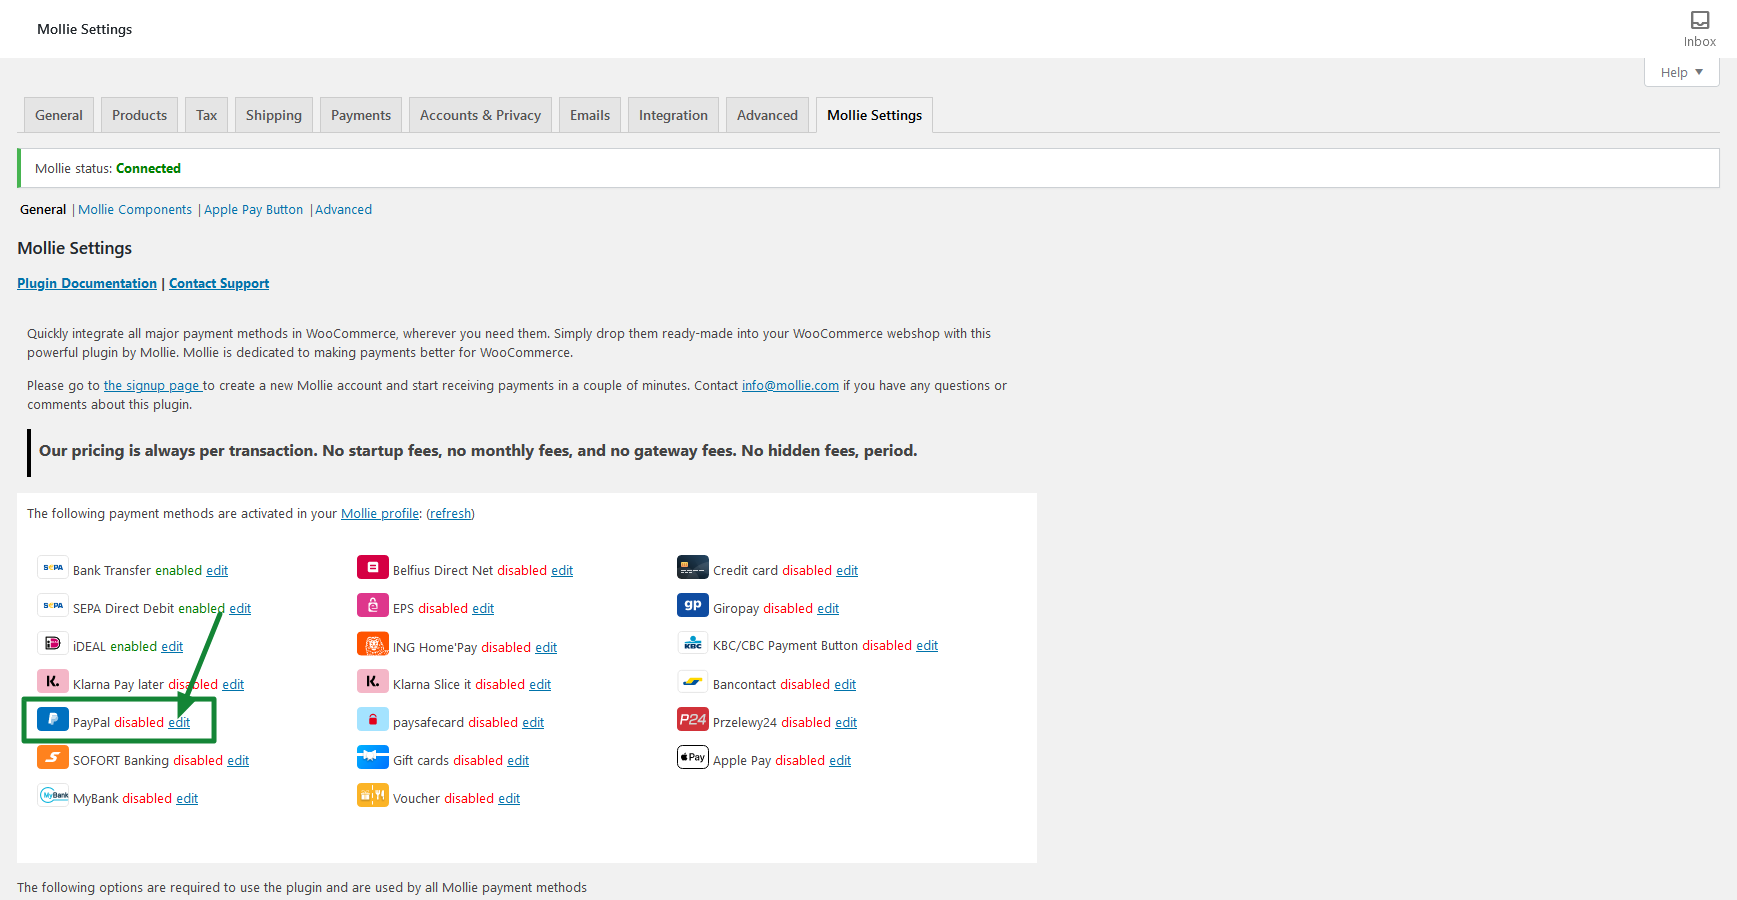 Mollie Settings
Inbox
Help ▼
General
Products
Tax
Shipping
Payments
Accounts & Privacy
Emails
Integration
Advanced
Mollie Settings
Mollie status: Connected
General | Mollie Components | Apple Pay Button | Advanced
Mollie Settings
Plugin Documentation | Contact Support
Quickly integrate all major payment methods in WooCommerce, wherever you need them. Simply drop them ready-made into your WooCommerce webshop with this
powerful plugin by Mollie. Mollie is dedicated to making payments better for WooCommerce.
Please go to the signup page to create a new Mollie account and start receiving payments in a couple of minutes. Contact info@mollie.com if you have any questions or
comments about this plugin.
Our pricing is always per transaction. No startup fees, no monthly fees, and no gateway fees. No hidden fees, period.
The following payment methods are activated in your Mollie profile: (refresh)
SEPA Bank Transfer enabled edit
Belfius Direct Net disabled edit
Credit card disabled edit
SEPA SEPA Direct Debit enabled edit
EPS disabled edit
gp Giropay disabled edit
iDEAL enabled edit
ING Home'Pay disabled edit
KBC KBC/CBC Payment Button disabled edit
K. Klarna Pay later disabled edit
K. Klarna Slice it disabled edit
Bancontact disabled edit
PayPal disabled edit
paysafecard disabled edit
P24 Przelewy24 disabled edit
SOFORT Banking disabled edit
Gift cards disabled edit
Pay Apple Pay disabled edit
MyBank MyBank disabled edit
Voucher disabled edit
The following options are required to use the plugin and are used by all Mollie payment methods